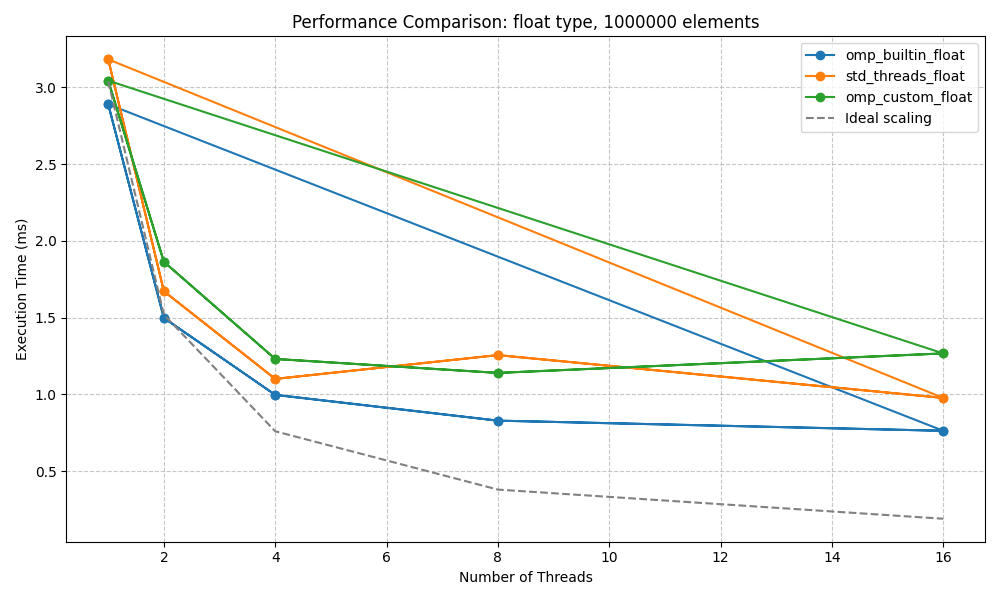 Performance Comparison: float type, 1000000 elements
omp_builtin_float
std_threads_float
omp_custom_float
Ideal scaling
Execution Time (ms)
3.0
2.5
2.0
1.5
1.0
0.5
2 4 6 8 10 12 14 16
Number of Threads